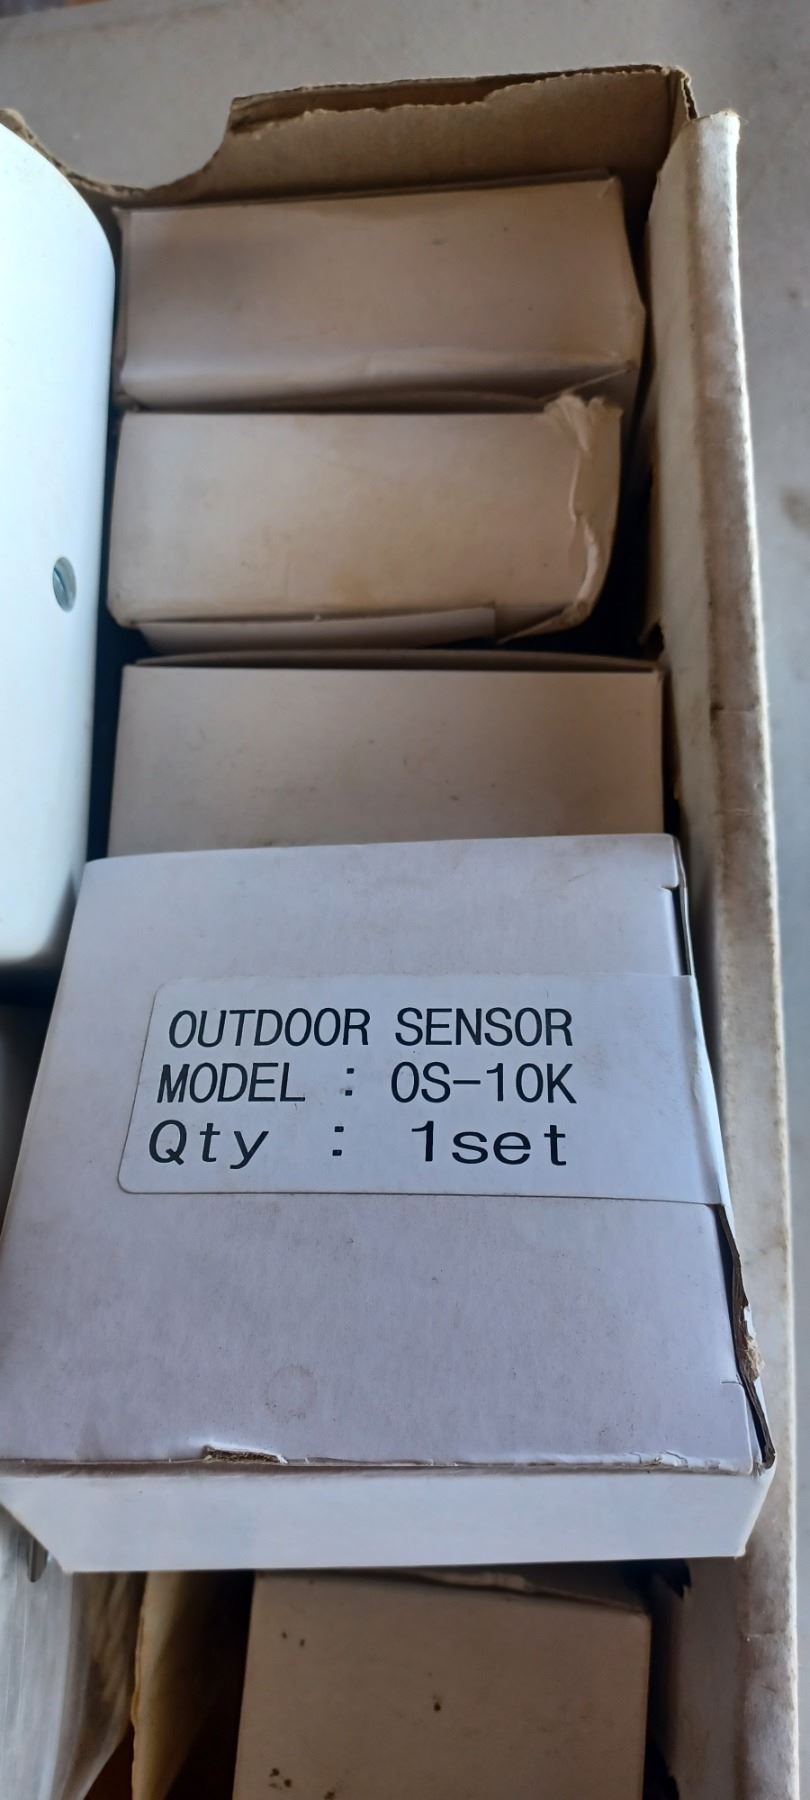 OUTDOOR SENSOR
MODEL : OS-10K
Qty : 1set